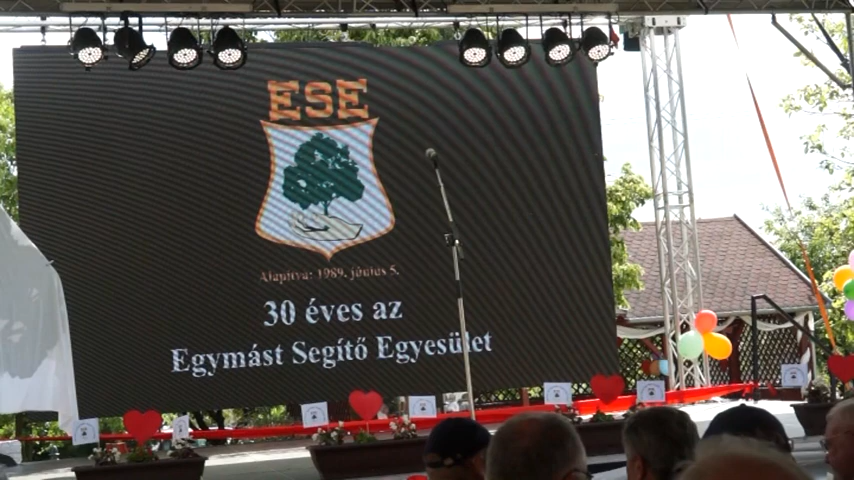 ESE
Alapítva: 1989. június 5.
30 éves az
Egymást Segítő Egyesület